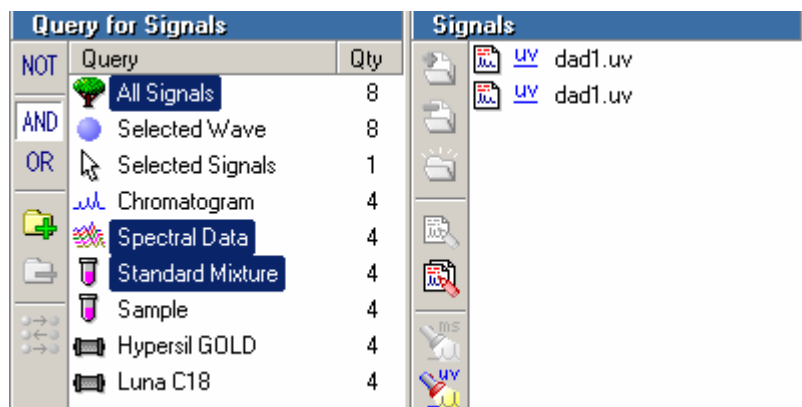 Query for Signals
NOT
AND
OR
Query Qty
All Signals 8
Selected Wave 8
Selected Signals 1
Chromatogram 4
Spectral Data 4
Standard Mixture 4
Sample 4
Hypersil GOLD 4
Luna C18 4
Signals
uv dad1.uv
uv dad1.uv
ms
uv